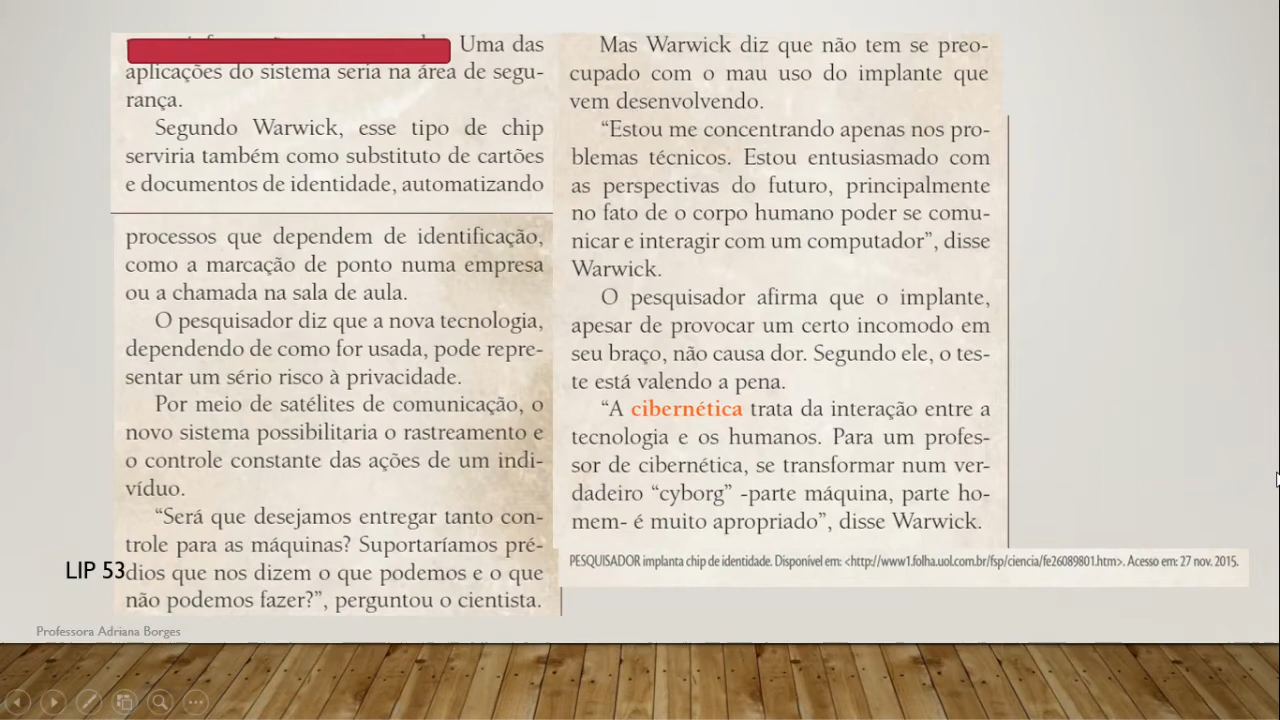 Uma das
aplicações do sistema seria na área de segu-
rança.
Segundo Warwick, esse tipo de chip
serviria também como substituto de cartões
e documentos de identidade, automatizando
processos que dependem de identificação,
como a marcação de ponto numa empresa
ou a chamada na sala de aula.
O pesquisador diz que a nova tecnologia,
dependendo de como for usada, pode repre-
sentar um sério risco à privacidade.
Por meio de satélites de comunicação, o
novo sistema possibilitaria o rastreamento e
o controle constante das ações de um indi-
víduo.
“Será que desejamos entregar tanto con-
trole para as máquinas? Suportaríamos pré-
dios que nos dizem o que podemos e o que
não podemos fazer?”, perguntou o cientista.
LIP 53
Mas Warwick diz que não tem se preo-
cupado com o mau uso do implante que
vem desenvolvendo.
“Estou me concentrando apenas nos pro-
blemas técnicos. Estou entusiasmado com
as perspectivas do futuro, principalmente
no fato de o corpo humano poder se comu-
nicar e interagir com um computador”, disse
Warwick.
O pesquisador afirma que o implante,
apesar de provocar um certo incomodo em
seu braço, não causa dor. Segundo ele, o tes-
te está valendo a pena.
“A cibernética trata da interação entre a
tecnologia e os humanos. Para um profes-
sor de cibernética, se transformar num ver-
dadeiro “cyborg” -parte máquina, parte ho-
mem- é muito apropriado”, disse Warwick.
PESQUISADOR implanta chip de identidade. Disponível em: <http://www1.folha.uol.com.br/fsp/ciencia/fe26089801.htm>. Acesso em: 27 nov. 2015.
Professora Adriana Borges